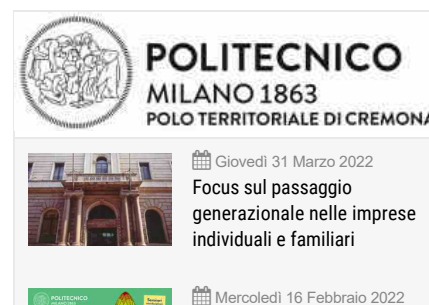 POLITECNICO
MILANO 1863
POLO TERRITORIALE DI CREMONA
Giovedì 31 Marzo 2022
Focus sul passaggio
generazionale nelle imprese
individuali e familiari
POLITECNICO
Mercoledì 16 Febbraio 2022